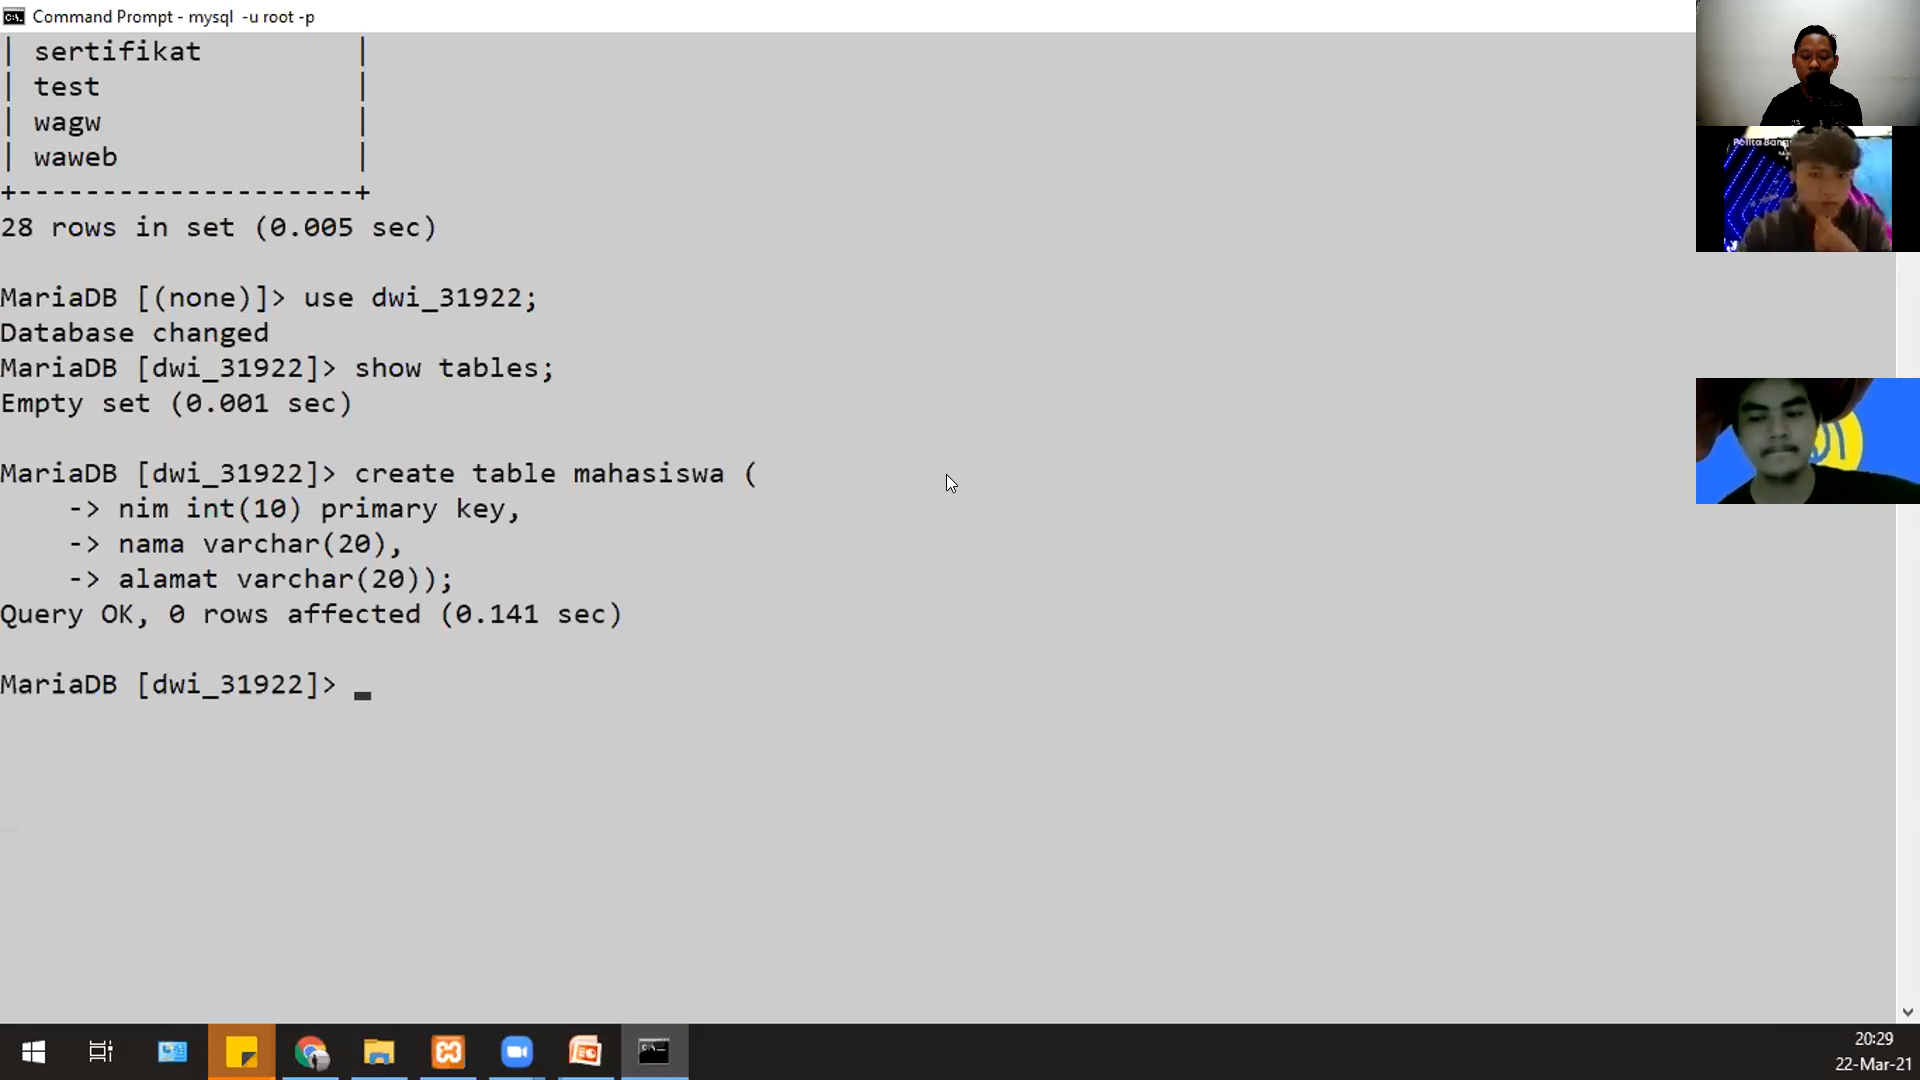 Command Prompt - mysql  -u root -p
| sertifikat         |
| test               |
| wagw               |
| waweb              |
+--------------------+
28 rows in set (0.005 sec)
MariaDB [(none)]> use dwi_31922;
Database changed
MariaDB [dwi_31922]> show tables;
Empty set (0.001 sec)
MariaDB [dwi_31922]> create table mahasiswa (
    -> nim int(10) primary key,
    -> nama varchar(20),
    -> alamat varchar(20));
Query OK, 0 rows affected (0.141 sec)
MariaDB [dwi_31922]> _
Pelita Bang
20:29
22-Mar-21